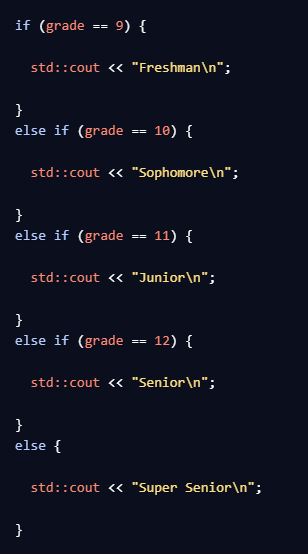 if (grade == 9) {
  std::cout << "Freshman\n";
}
else if (grade == 10) {
  std::cout << "Sophomore\n";
}
else if (grade == 11) {
  std::cout << "Junior\n";
}
else if (grade == 12) {
  std::cout << "Senior\n";
}
else {
  std::cout << "Super Senior\n";
}